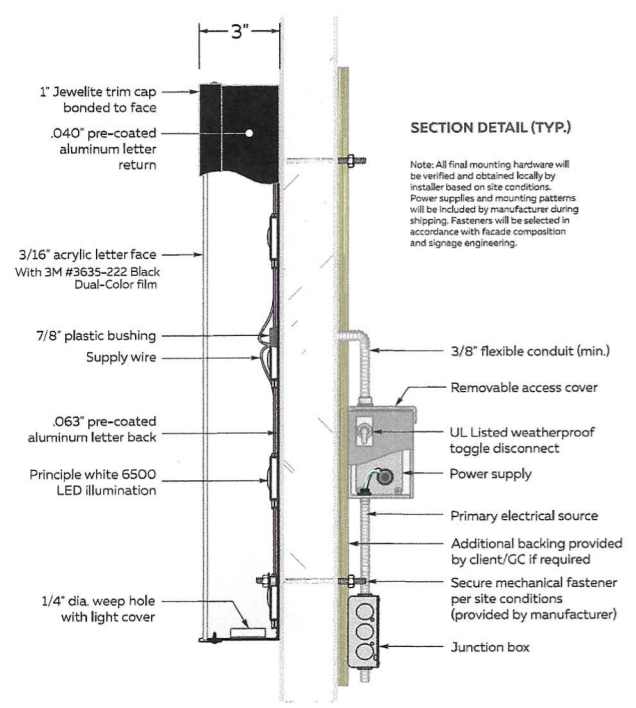 3"
1" Jewelite trim cap
bonded to face
.040" pre-coated
aluminum letter
return
3/16" acrylic letter face
With 3M #3635-222 Black
Dual-Color film
7/8" plastic bushing
Supply wire
.063" pre-coated
aluminum letter back
Principle white 6500
LED illumination
1/4" dia. weep hole
with light cover
SECTION DETAIL (TYP.)
Note: All final mounting hardware will
be verified and obtained locally by
installer based on site conditions.
Power supplies and mounting patterns
will be included by manufacturer during
shipping. Fasteners will be selected in
accordance with facade composition
and signage engineering.
3/8" flexible conduit (min.)
Removable access cover
UL Listed weatherproof
toggle disconnect
Power supply
Primary electrical source
Additional backing provided
by client/GC if required
Secure mechanical fastener
per site conditions
(provided by manufacturer)
Junction box